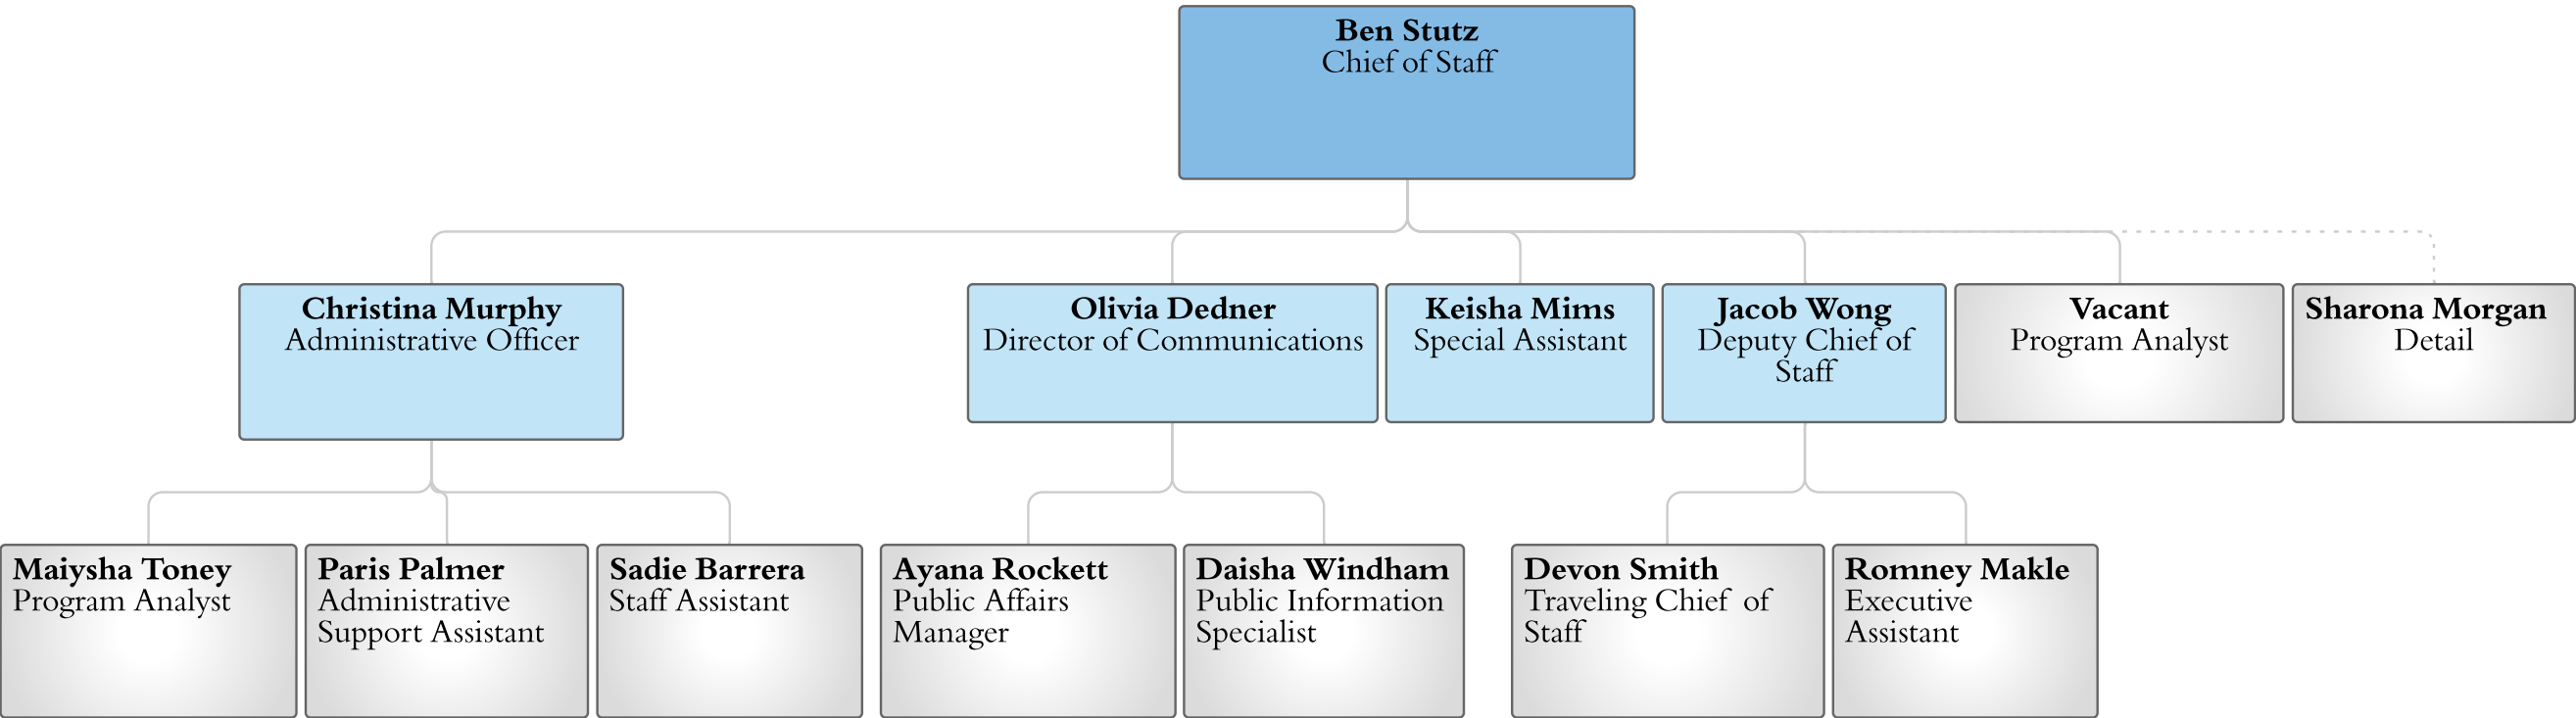 Ben Stutz
Chief of Staff
Christina Murphy
Administrative Officer
Olivia Dedner
Director of Communications
Keisha Mims
Special Assistant
Jacob Wong
Deputy Chief of
Staff
Vacant
Program Analyst
Sharona Morgan
Detail
Maiysha Toney
Program Analyst
Paris Palmer
Administrative
Support Assistant
Sadie Barrera
Staff Assistant
Ayana Rockett
Public Affairs
Manager
Daisha Windham
Public Information
Specialist
Devon Smith
Traveling Chief of
Staff
Romney Makle
Executive
Assistant